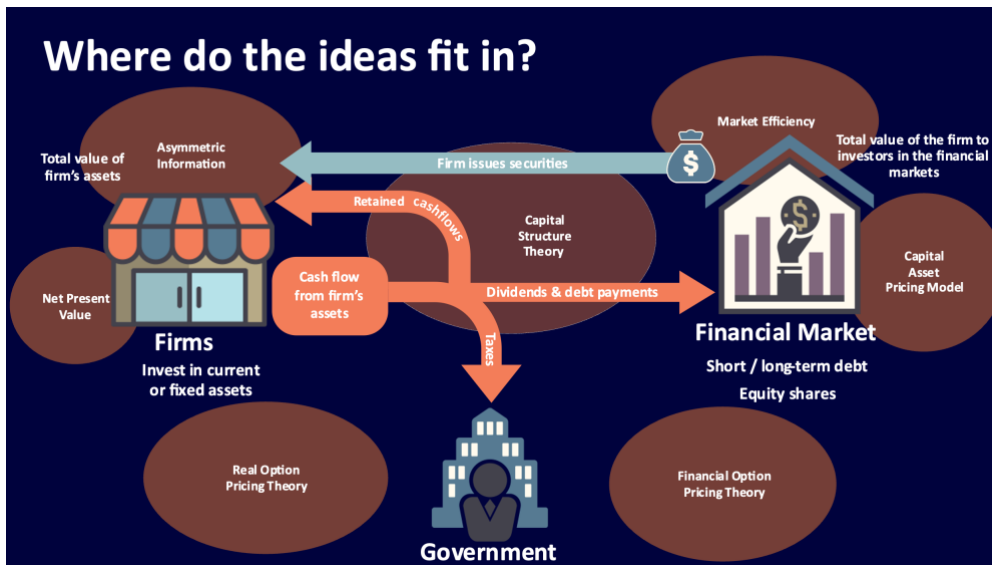 Where do the ideas fit in?
Market Efficiency
Asymmetric
Information
Total value of
firm's assets
Firm issues securities
$
Total value of the firm to
investors in the financial
markets
Retained cashflows
Capital
Structure
Theory
$
Capital
Asset
Pricing Model
Net Present
Value
Cash flow
from firm's
assets
Dividends & debt payments
Taxes
Firms
Invest in current
or fixed assets
Financial Market
Short / long-term debt
Equity shares
Real Option
Pricing Theory
Financial Option
Pricing Theory
Government